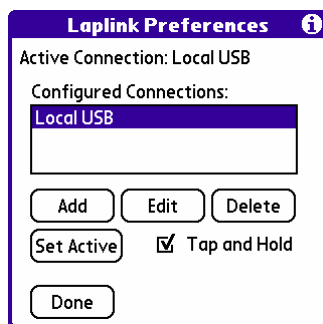 Laplink Preferences i
Active Connection: Local USB
Configured Connections:
Local USB
Add Edit Delete
Set Active Tap and Hold
Done